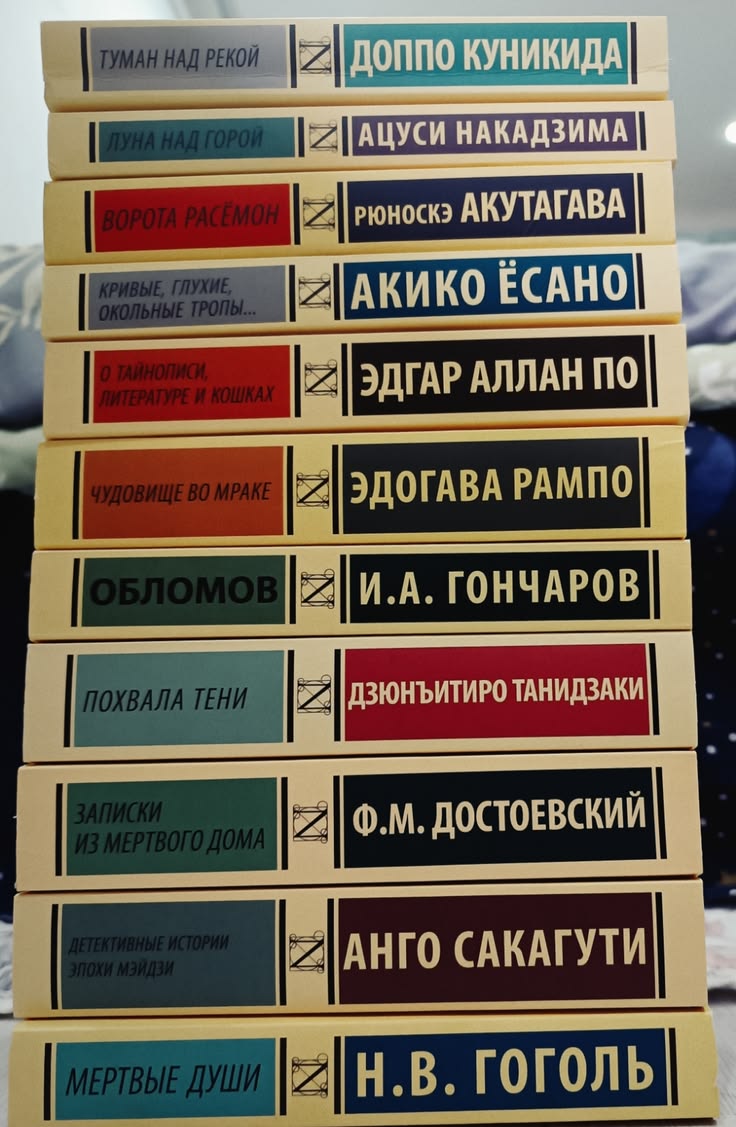 ТУМАН НАД РЕКОЙ
ДОППО КУНИКИДА
ЛУНА НАД ГОРОЙ
АЦУСИ НАКАДЗИМА
ВОРОТА РАСЁМОН
РЮНОСКЭ АКУТАГАВА
КРИВЫЕ, ГЛУХИЕ,
ОКОЛЬНЫЕ ТРОПЫ...
АКИКО ЁСАНО
О ТАЙНОПИСИ,
ЛИТЕРАТУРЕ И КОШКАХ
ЭДГАР АЛЛАН ПО
ЧУДОВИЩЕ ВО МРАКЕ
ЭДОГАВА РАМПО
ОБЛОМОВ
И.А. ГОНЧАРОВ
ПОХВАЛА ТЕНИ
ДЗЮНЪИТИРО ТАНИДЗАКИ
ЗАПИСКИ
ИЗ МЕРТВОГО ДОМА
Ф.М. ДОСТОЕВСКИЙ
ДЕТЕКТИВНЫЕ ИСТОРИИ
ЭПОХИ МЭЙДЗИ
АНГО САКАГУТИ
МЕРТВЫЕ ДУШИ
Н.В. ГОГОЛЬ